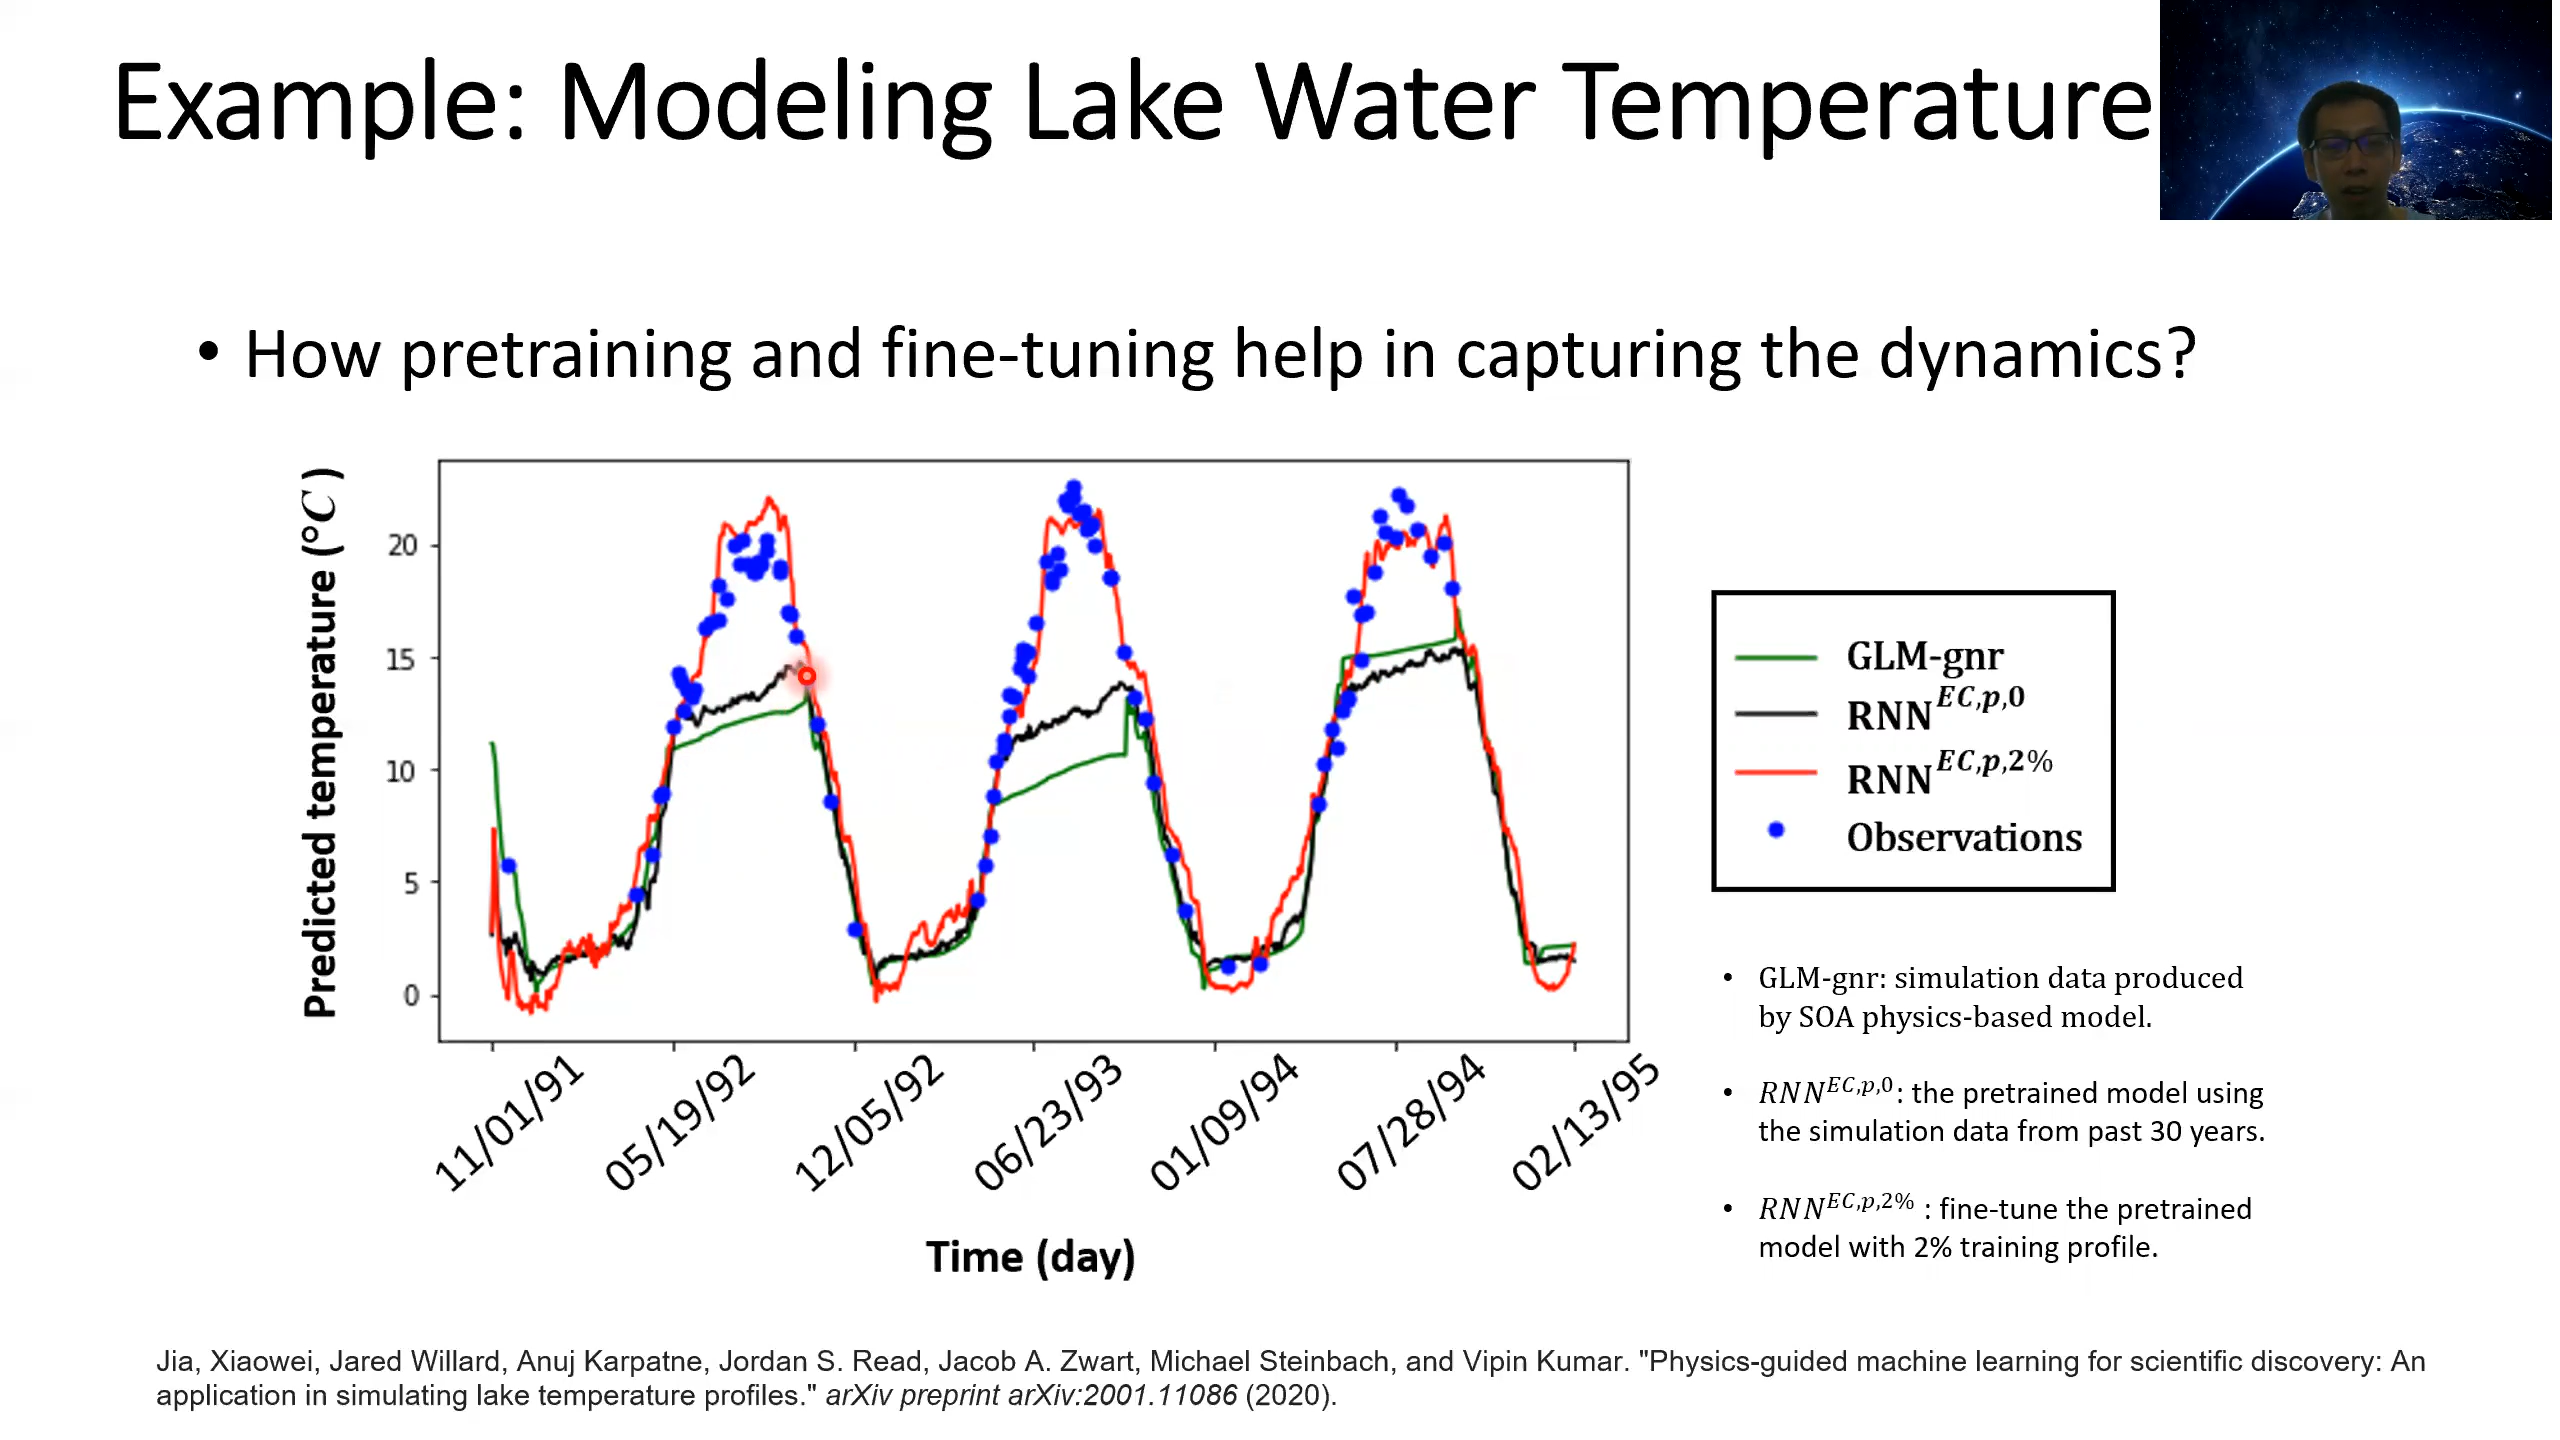 Example: Modeling Lake Water Temperature
• How pretraining and fine-tuning help in capturing the dynamics?
Predicted temperature (°C)
20
15
10
5
0
11/01/91
05/19/92
12/05/92
06/23/93
01/09/94
07/28/94
02/13/95
Time (day)
GLM-gnr
RNN^EC,p,0
RNN^EC,p,2%
Observations
• GLM-gnr: simulation data produced
by SOA physics-based model.
• RNN^EC,p,0: the pretrained model using
the simulation data from past 30 years.
• RNN^EC,p,2% : fine-tune the pretrained
model with 2% training profile.
Jia, Xiaowei, Jared Willard, Anuj Karpatne, Jordan S. Read, Jacob A. Zwart, Michael Steinbach, and Vipin Kumar. "Physics-guided machine learning for scientific discovery: An
application in simulating lake temperature profiles." arXiv preprint arXiv:2001.11086 (2020).